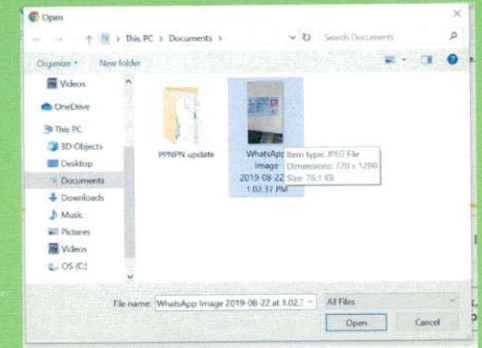 Open
This PC > Documents >
Search Documents
Organize
New folder
Videos
OneDrive
This PC
3D Objects
Desktop
Documents
Downloads
Music
Pictures
Videos
OS (C:)
PPNPN update
WhatsApp
Image
2019-08-22
1.02.37 PM
Item type: JPEG File
Dimensions: 720 x 1280
Size: 76.1 KB
File name:
WhatsApp Image 2019-08-22 at 1.02.3
All Files
Open
Cancel